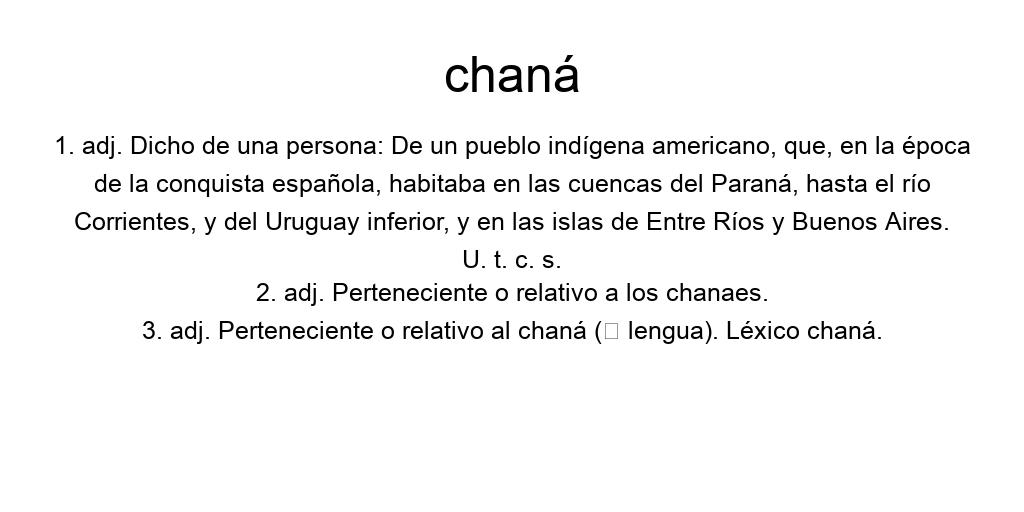 chaná
1. adj. Dicho de una persona: De un pueblo indígena americano, que, en la época
de la conquista española, habitaba en las cuencas del Paraná, hasta el río
Corrientes, y del Uruguay inferior, y en las islas de Entre Ríos y Buenos Aires.
U. t. c. s.
2. adj. Perteneciente o relativo a los chanaes.
3. adj. Perteneciente o relativo al chaná (□ lengua). Léxico chaná.